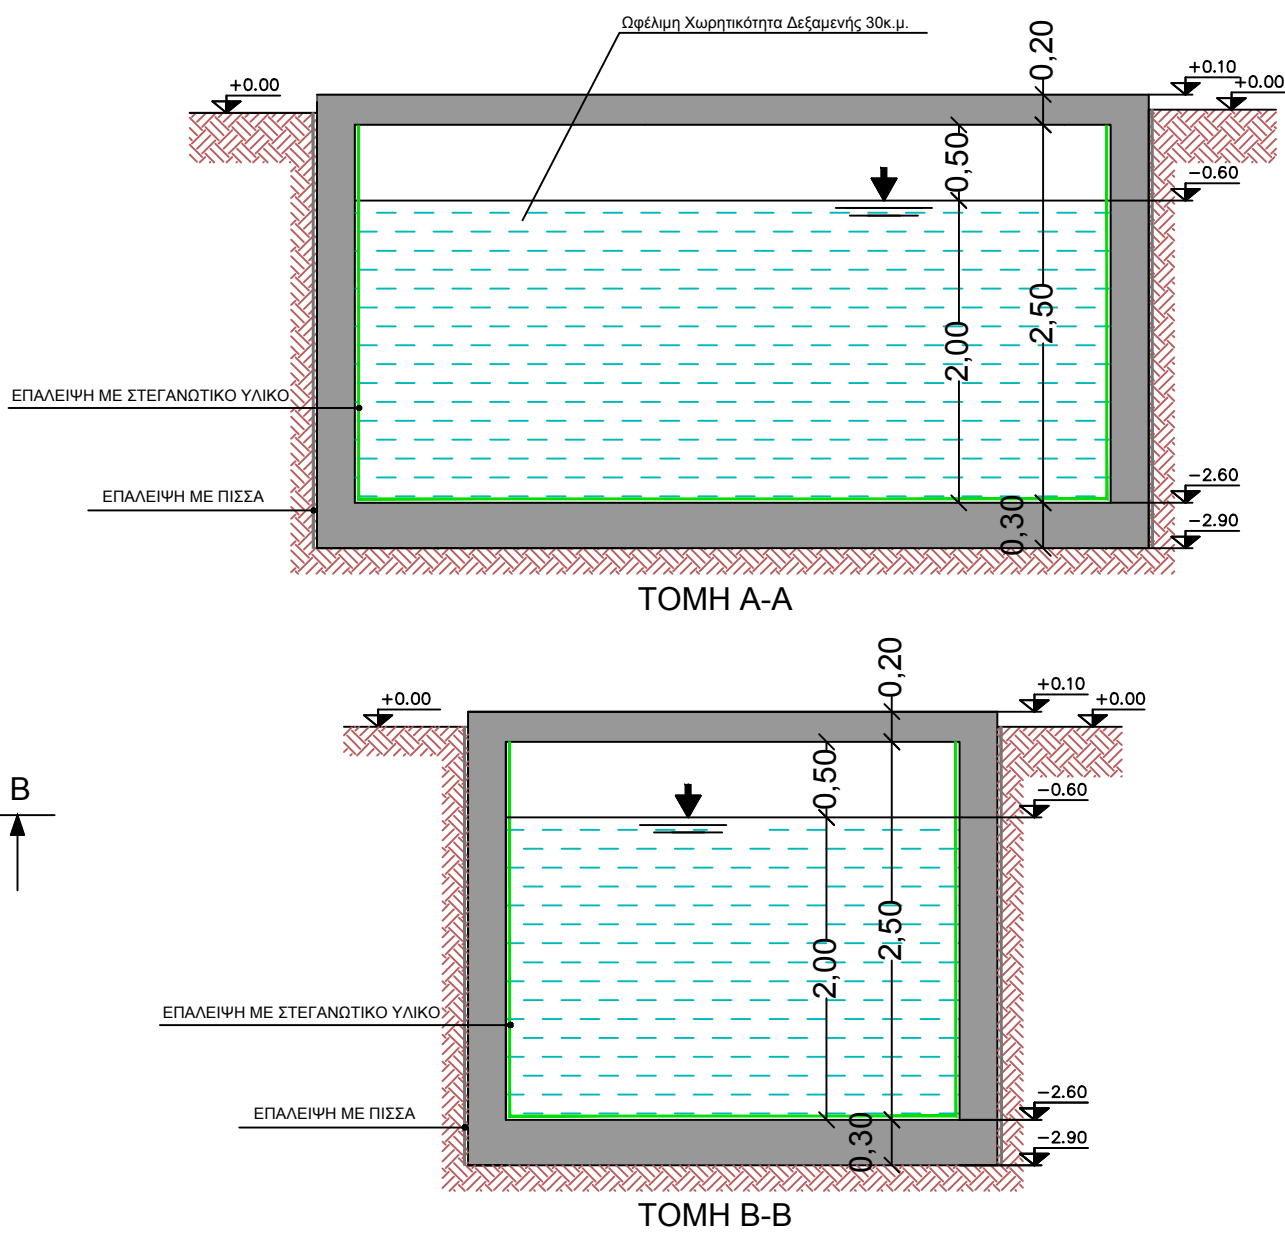 Ωφέλιμη Χωρητικότητα Δεξαμενής 30κ.μ.
0,20
+0.00
+0.10
+0.00
0,50
-0.60
2,50
2,00
ΕΠΑΛΕΙΨΗ ΜΕ ΣΤΕΓΑΝΩΤΙΚΟ ΥΛΙΚΟ
ΕΠΑΛΕΙΨΗ ΜΕ ΠΙΣΣΑ
-2.60
0,30
-2.90
ΤΟΜΗ Α-Α
0,20
+0.00
+0.10
+0.00
0,50
-0.60
Β
2,50
2,00
ΕΠΑΛΕΙΨΗ ΜΕ ΣΤΕΓΑΝΩΤΙΚΟ ΥΛΙΚΟ
ΕΠΑΛΕΙΨΗ ΜΕ ΠΙΣΣΑ
-2.60
0,30
-2.90
ΤΟΜΗ Β-Β